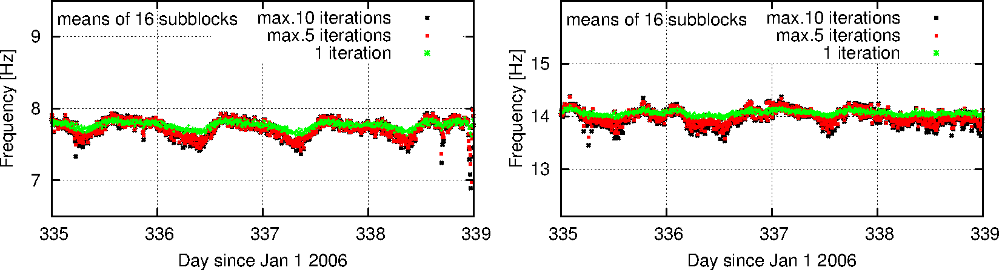 means of 16 subblocks
max.10 iterations
max.5 iterations
1 iteration
9
8
7
Frequency [Hz]
335 336 337 338 339
Day since Jan 1 2006
means of 16 subblocks
max.10 iterations
max.5 iterations
1 iteration
15
14
13
Frequency [Hz]
335 336 337 338 339
Day since Jan 1 2006